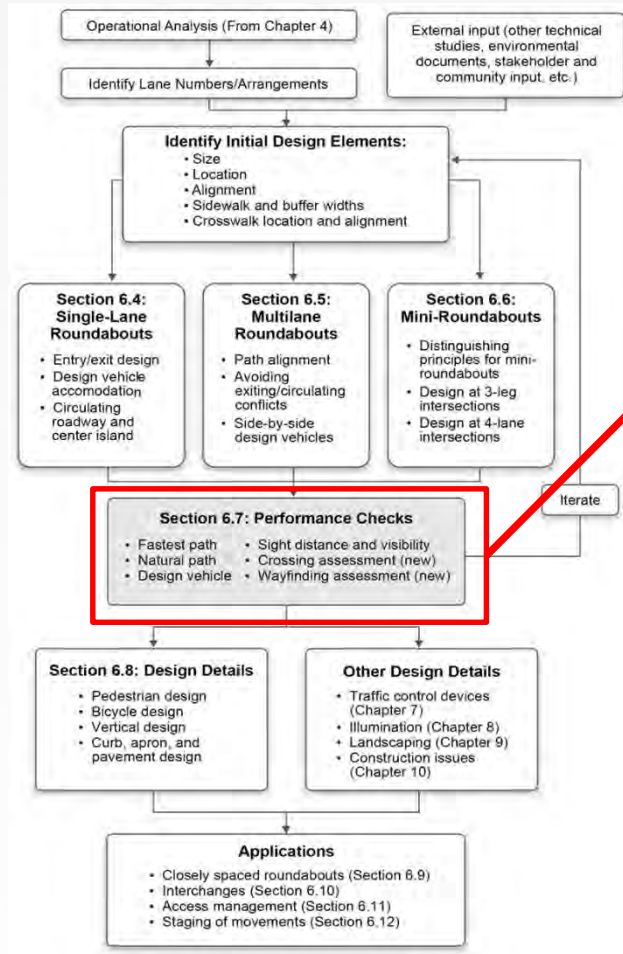 Operational Analysis (From Chapter 4)
External input (other technical
studies, environmental
documents, stakeholder and
community input, etc.)
Identify Lane Numbers/Arrangements
Identify Initial Design Elements:
• Size
• Location
• Alignment
• Sidewalk and buffer widths
• Crosswalk location and alignment
Section 6.4:
Single-Lane
Roundabouts
• Entry/exit design
• Design vehicle
accomodation
• Circulating
roadway and
center island
Section 6.5:
Multilane
Roundabouts
• Path alignment
• Avoiding
exiting/circulating
conflicts
• Side-by-side
design vehicles
Section 6.6:
Mini-Roundabouts
• Distinguishing
principles for mini-
roundabouts
• Design at 3-leg
intersections
• Design at 4-lane
intersections
Iterate
Section 6.7: Performance Checks
• Fastest path
• Natural path
• Design vehicle
• Sight distance and visibility
• Crossing assessment (new)
• Wayfinding assessment (new)
Section 6.8: Design Details
• Pedestrian design
• Bicycle design
• Vertical design
• Curb, apron, and
pavement design
Other Design Details
• Traffic control devices
(Chapter 7)
• Illumination (Chapter 8)
• Landscaping (Chapter 9)
• Construction issues
(Chapter 10)
Applications
• Closely spaced roundabouts (Section 6.9)
• Interchanges (Section 6.10)
• Access management (Section 6.11)
• Staging of movements (Section 6.12)